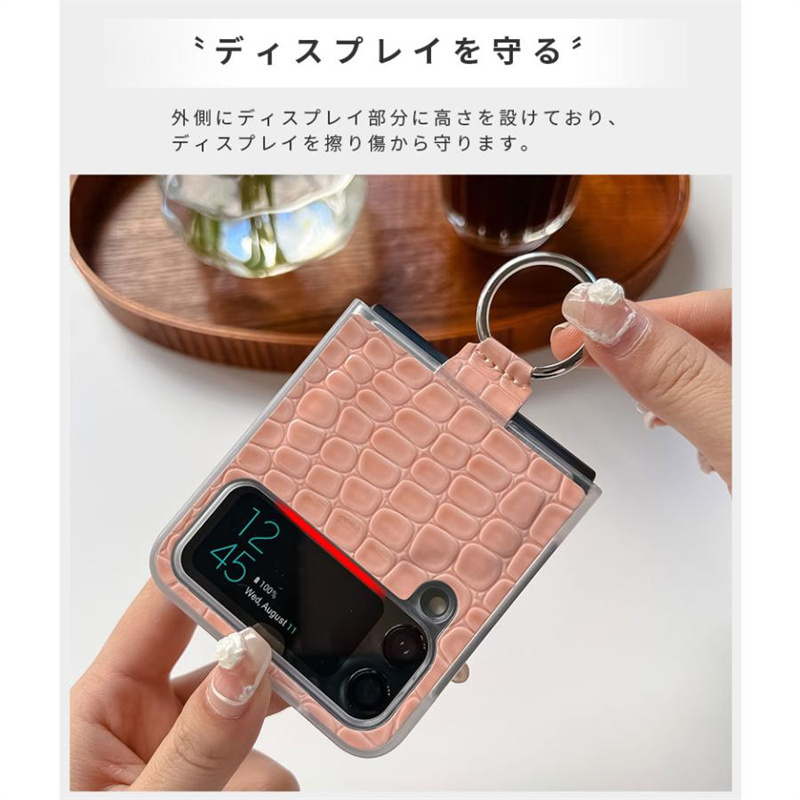 〝ディスプレイを守る〞
外側にディスプレイ部分に高さを設けており、
ディスプレイを擦り傷から守ります。
12
45
100%
Wed, August 11